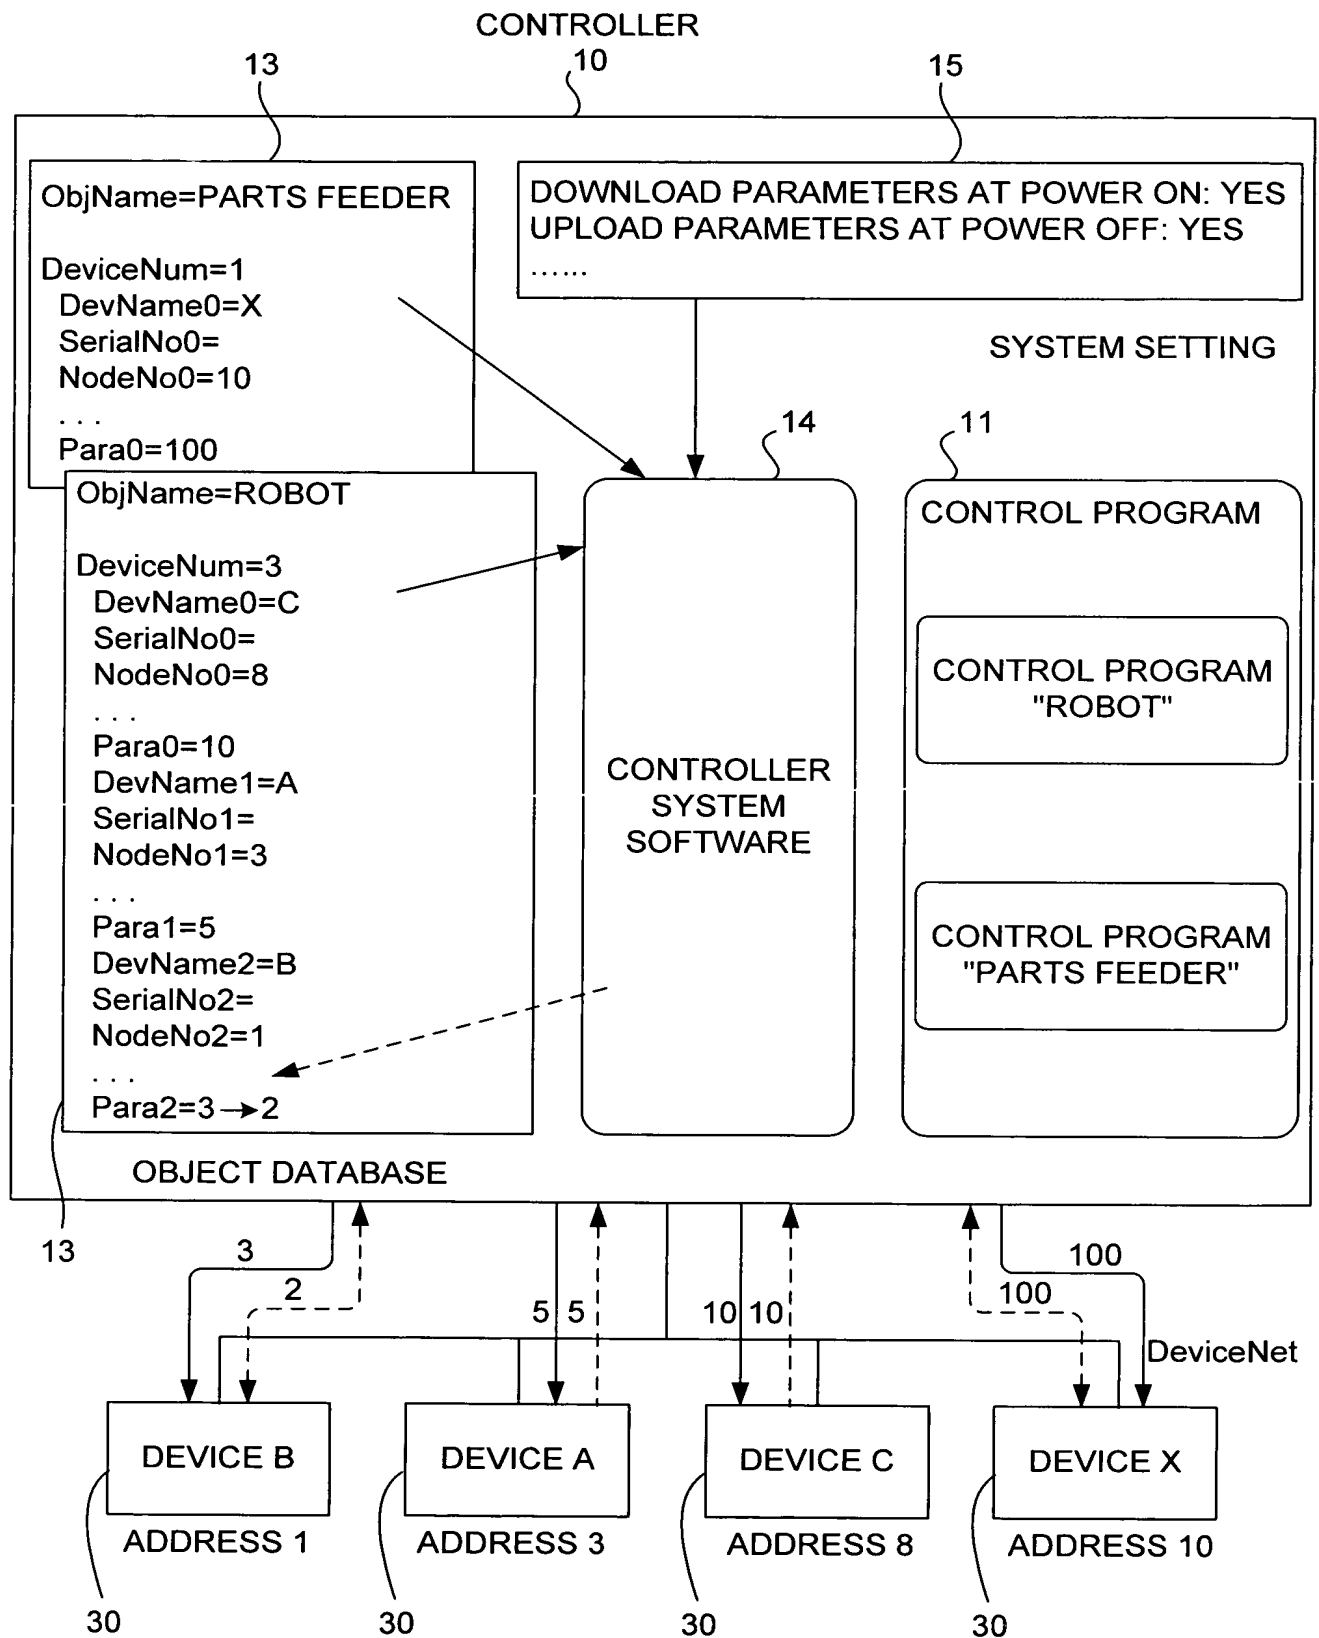 CONTROLLER
13
10
15
ObjName=PARTS FEEDER
DeviceNum=1
DevName0=X
SerialNo0=
NodeNo0=10
. . .
Para0=100
DOWNLOAD PARAMETERS AT POWER ON: YES
UPLOAD PARAMETERS AT POWER OFF: YES
......
SYSTEM SETTING
14
11
ObjName=ROBOT
DeviceNum=3
DevName0=C
SerialNo0=
NodeNo0=8
. . .
Para0=10
DevName1=A
SerialNo1=
NodeNo1=3
. . .
Para1=5
DevName2=B
SerialNo2=
NodeNo2=1
. . .
Para2=3→2
CONTROLLER
SYSTEM
SOFTWARE
CONTROL PROGRAM
CONTROL PROGRAM
"ROBOT"
CONTROL PROGRAM
"PARTS FEEDER"
OBJECT DATABASE
13
3
2
5 5
10 10
100
100
DeviceNet
DEVICE B
DEVICE A
DEVICE C
DEVICE X
ADDRESS 1
ADDRESS 3
ADDRESS 8
ADDRESS 10
30
30
30
30